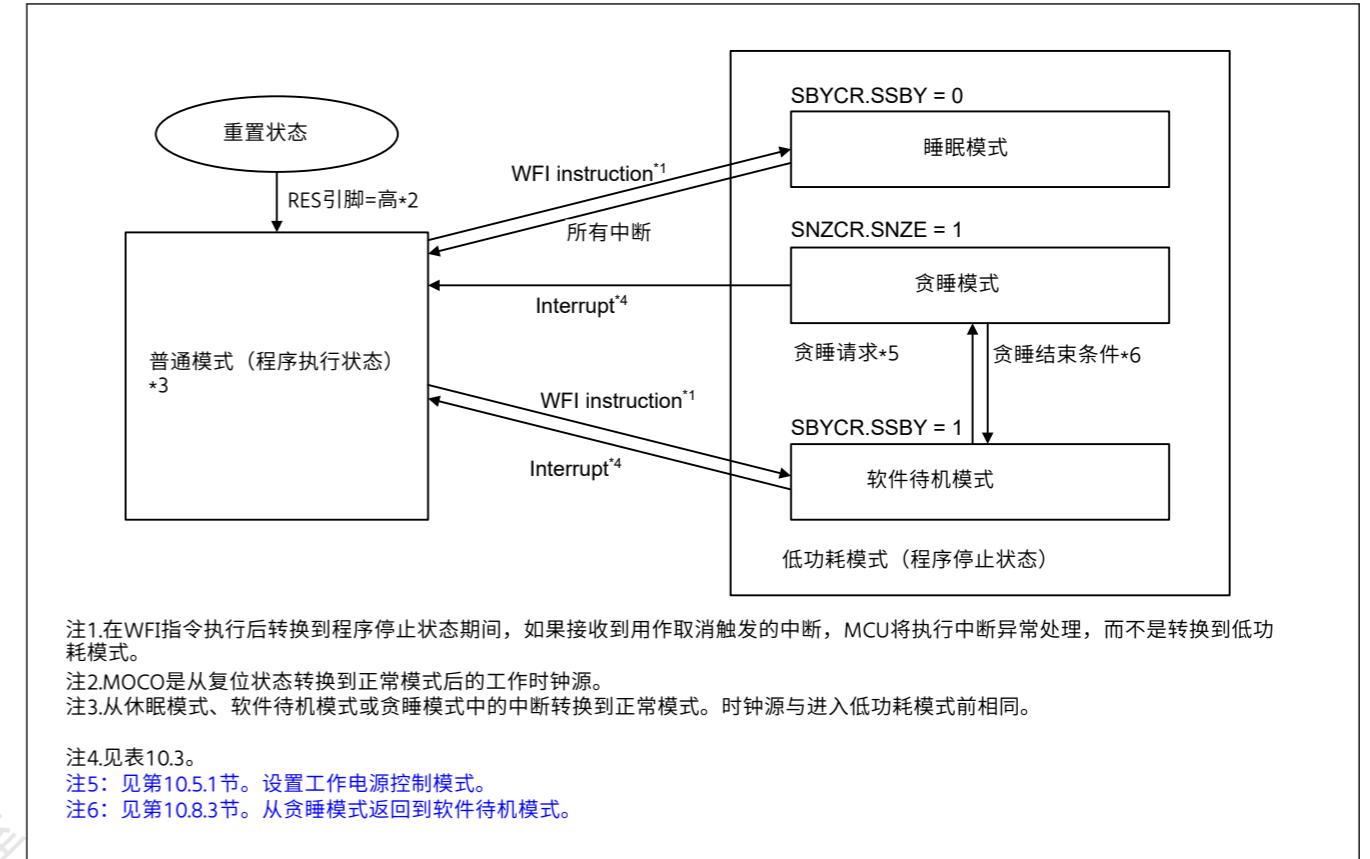 SBYCR.SSBY = 0
重置状态
睡眠模式
WFI instruction*1
RES引脚=高*2
所有中断
SNZCR.SNZE = 1
贪睡模式
Interrupt*4
贪睡请求*5
贪睡结束条件*6
普通模式（程序执行状态）
*3
WFI instruction*1
SBYCR.SSBY = 1
Interrupt*4
软件待机模式
低功耗模式（程序停止状态）
注1.在WFI指令执行后转换到程序停止状态期间，如果接收到用作取消触发的中断，MCU将执行中断异常处理，而不是转换到低功
耗模式。
注2.MOCO是从复位状态转换到正常模式后的工作时钟源。
注3.从休眠模式、软件待机模式或贪睡模式中的中断转换到正常模式。时钟源与进入低功耗模式前相同。
注4.见表10.3。
注5：见第10.5.1节。设置工作电源控制模式。
注6：见第10.8.3节。从贪睡模式返回到软件待机模式。